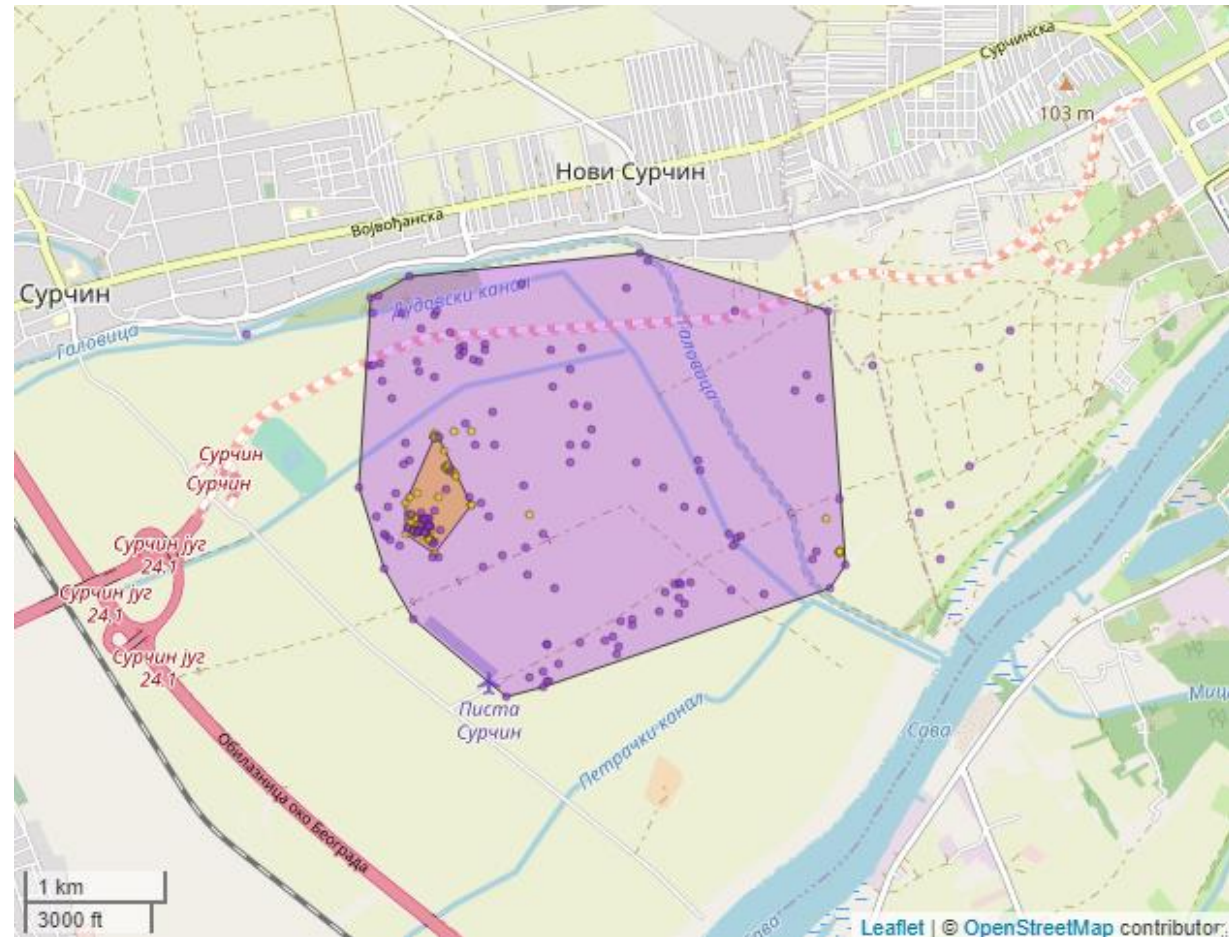 Сурчинска
103 m
Нови Сурчин
Војвођанска
Сурчин
Дудовски канал
Галовица
Галовица
Сурчин
Сурчин
Сурчин југ
24.1
Сурчин југ
24.1
Сурчин југ
24.1
Писта
Сурчин
Петрачки канал
Сава
Обилазница око Београда
1 km
3000 ft
Сава
Leaflet | © OpenStreetMap contributor